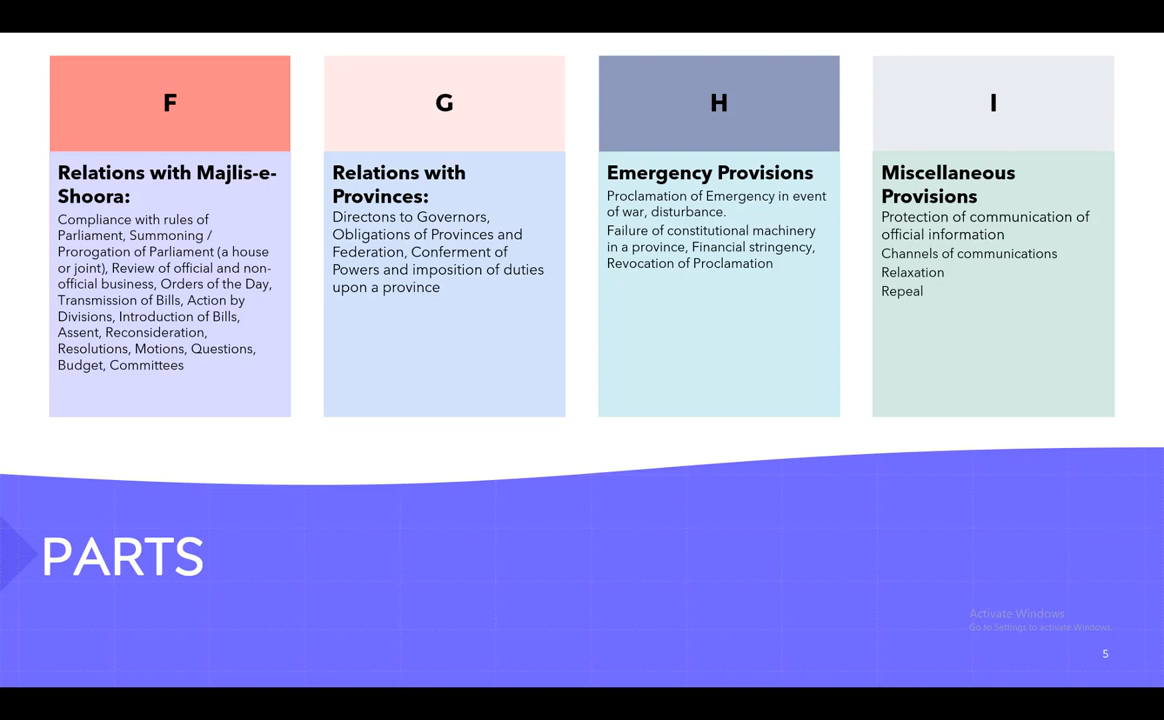 F
Relations with Majlis-e-
Shoora:
Compliance with rules of
Parliament, Summoning /
Prorogation of Parliament (a house
or joint), Review of official and non-
official business, Orders of the Day,
Transmission of Bills, Action by
Divisions, Introduction of Bills,
Assent, Reconsideration,
Resolutions, Motions, Questions,
Budget, Committees
G
Relations with
Provinces:
Directons to Governors,
Obligations of Provinces and
Federation, Conferment of
Powers and imposition of duties
upon a province
H
Emergency Provisions
Proclamation of Emergency in event
of war, disturbance.
Failure of constitutional machinery
in a province, Financial stringency,
Revocation of Proclamation
I
Miscellaneous
Provisions
Protection of communication of
official information
Channels of communications
Relaxation
Repeal
PARTS
Activate Windows
Go to Settings to activate Windows.
5